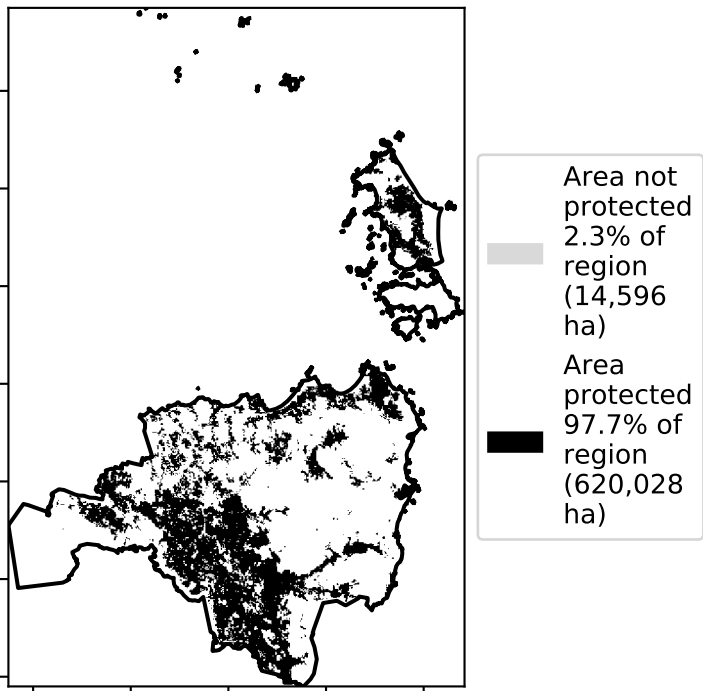 Area not
protected
2.3% of
region
(14,596
ha)
Area
protected
97.7% of
region
(620,028
ha)